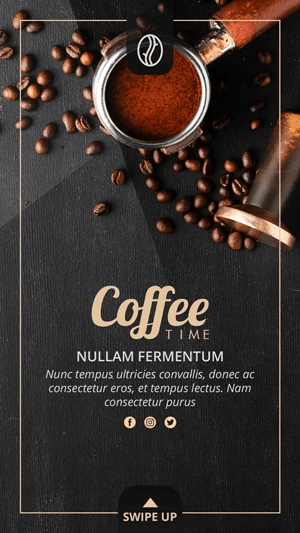 Coffee
TIME
NULLAM FERMENTUM
Nunc tempus ultricies convallis, donec ac
consectetur eros, et tempus lectus. Nam
consectetur purus
SWIPE UP